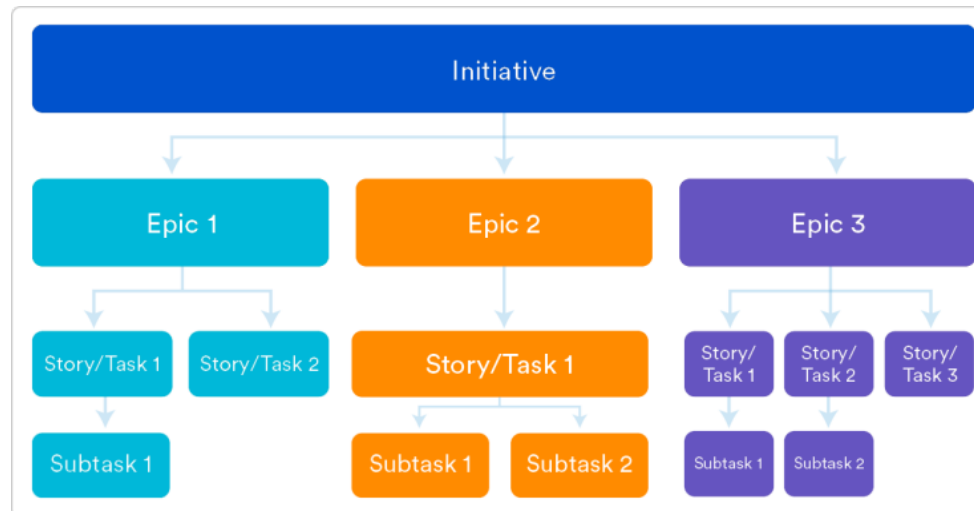 Initiative
Epic 1
Epic 2
Epic 3
Story/Task 1
Story/Task 2
Story/Task 1
Story/
Task 1
Story/
Task 2
Story/
Task 3
Subtask 1
Subtask 1
Subtask 2
Subtask 1
Subtask 2